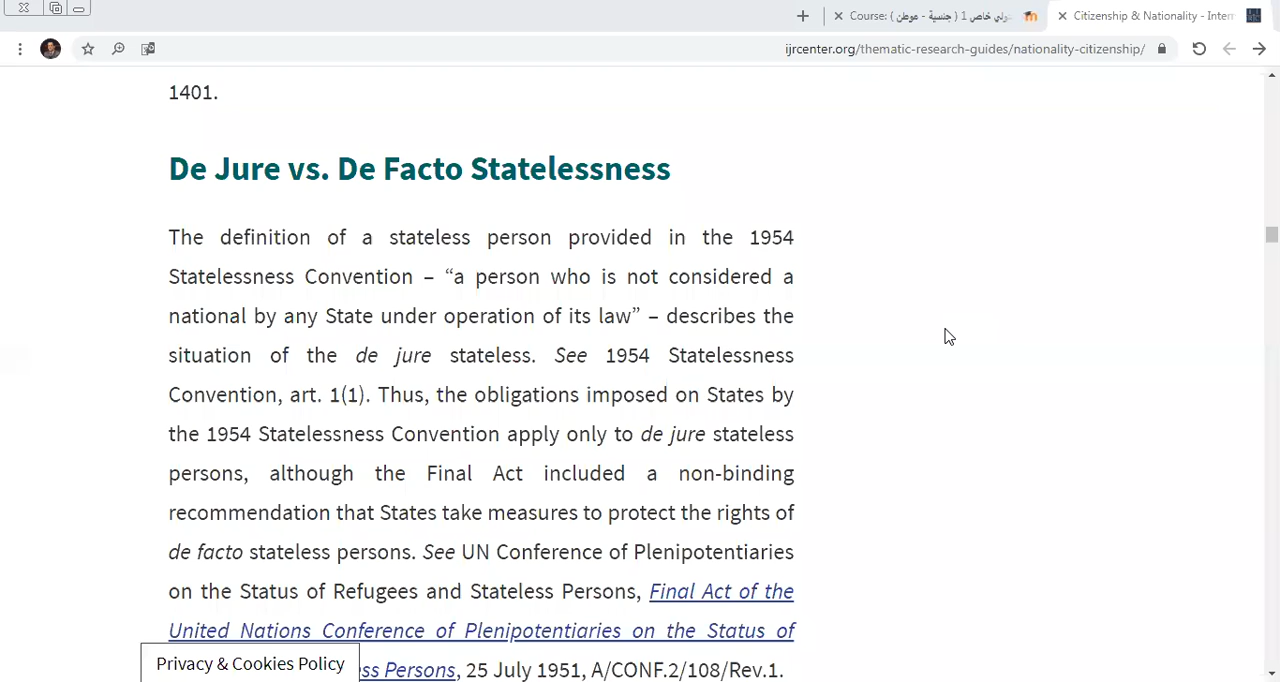 Course: ( جنسية - موطن ) 1 دولي خاص
Citizenship & Nationality - Intern
ijrcenter.org/thematic-research-guides/nationality-citizenship/
1401.
De Jure vs. De Facto Statelessness
The definition of a stateless person provided in the 1954
Statelessness Convention – “a person who is not considered a
national by any State under operation of its law” – describes the
situation of the de jure stateless. See 1954 Statelessness
Convention, art. 1(1). Thus, the obligations imposed on States by
the 1954 Statelessness Convention apply only to de jure stateless
persons, although the Final Act included a non-binding
recommendation that States take measures to protect the rights of
de facto stateless persons. See UN Conference of Plenipotentiaries
on the Status of Refugees and Stateless Persons, Final Act of the
United Nations Conference of Plenipotentiaries on the Status of
ss Persons, 25 July 1951, A/CONF.2/108/Rev.1.
Privacy & Cookies Policy